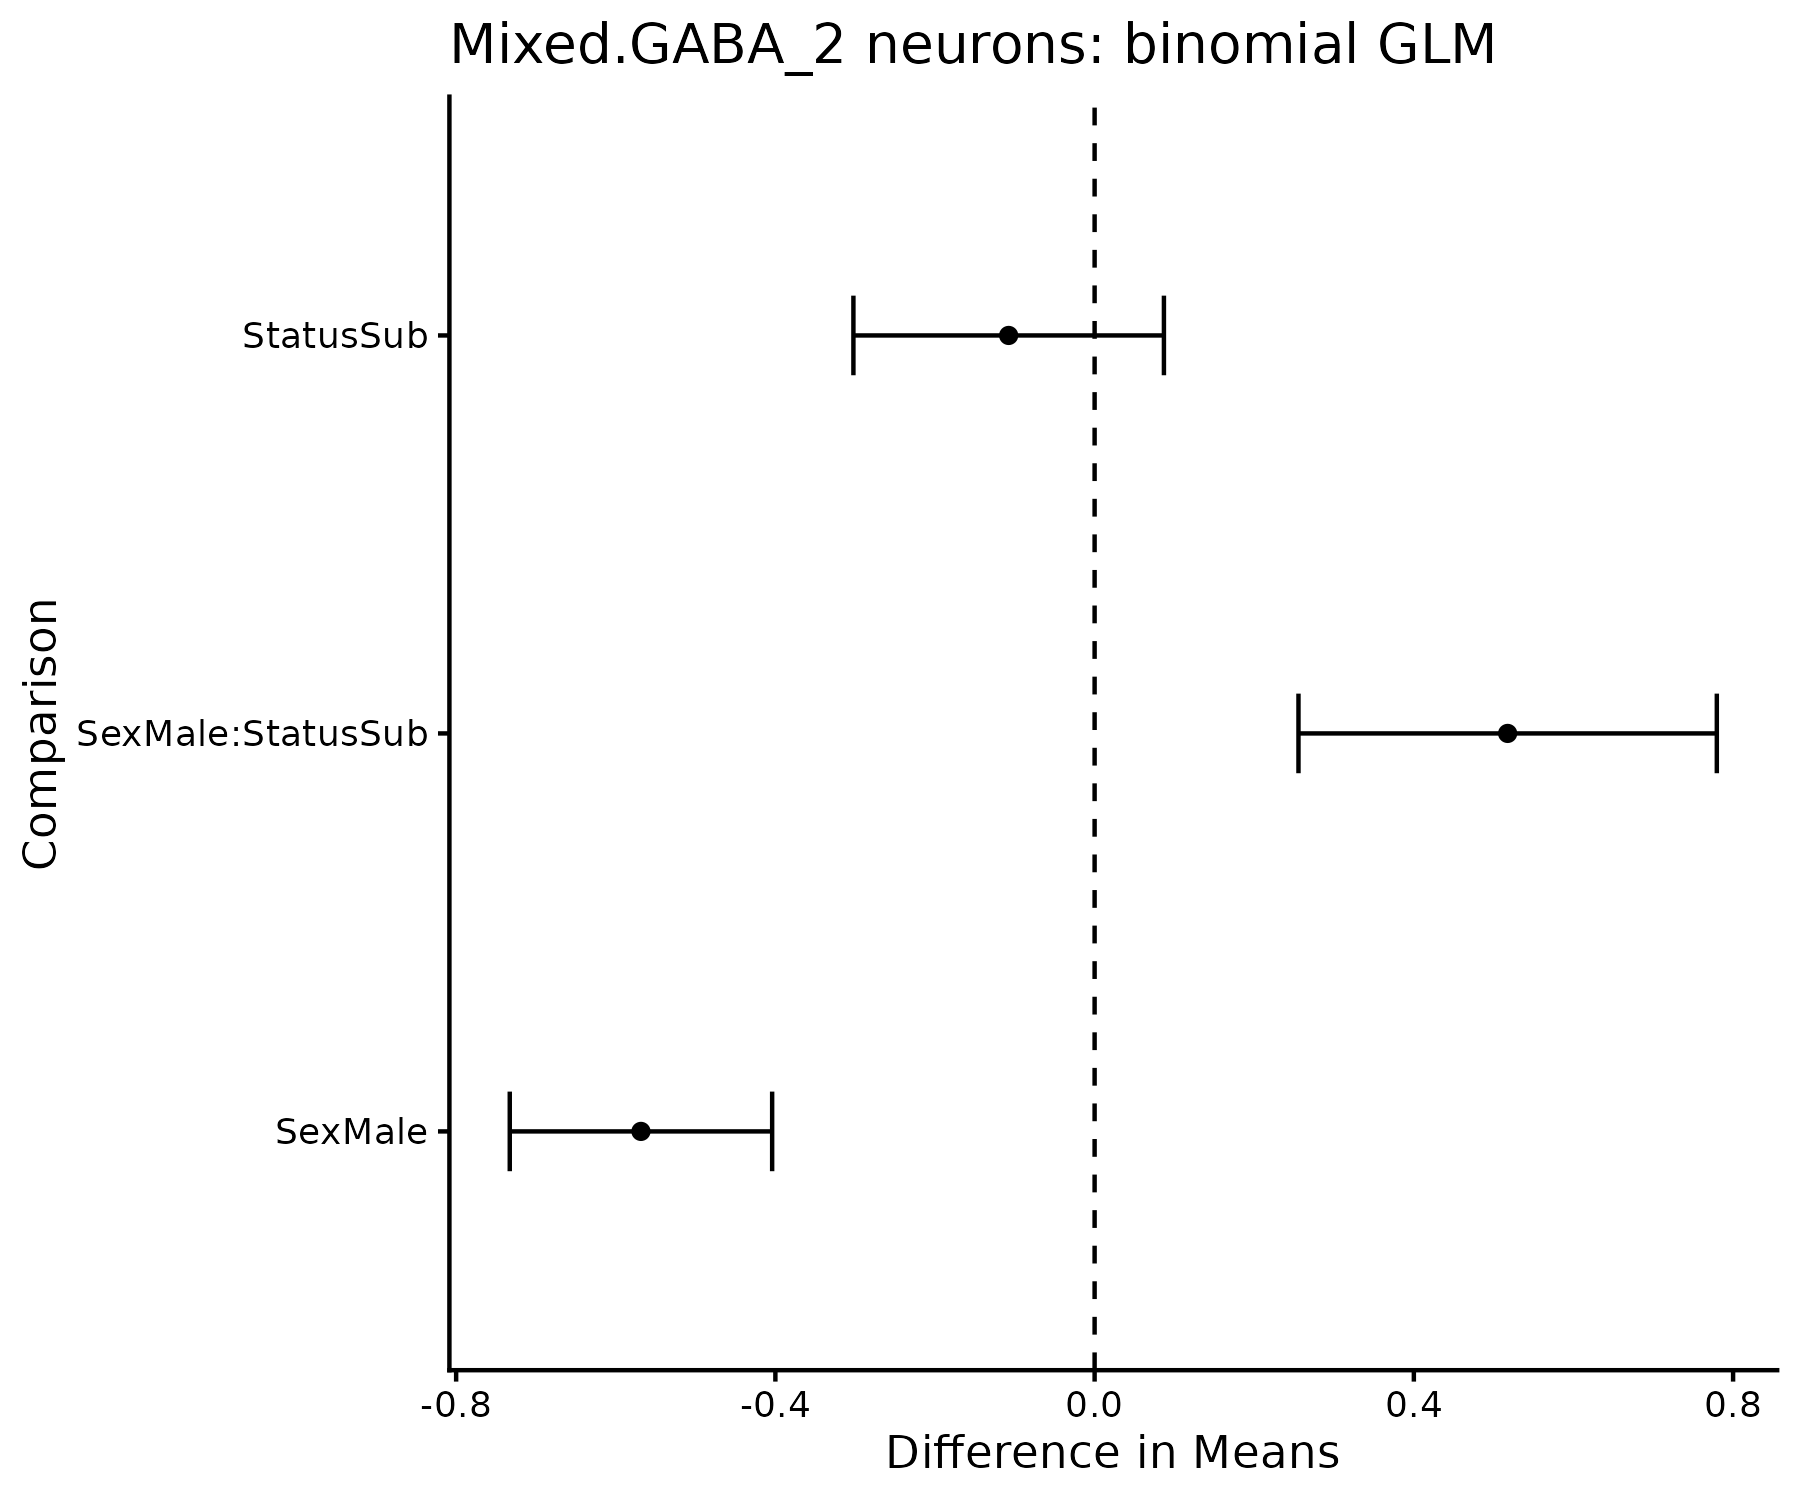 Mixed.GABA_2 neurons: binomial GLM
Comparison
StatusSub
SexMale:StatusSub
SexMale
-0.8 -0.4 0.0 0.4 0.8
Difference in Means